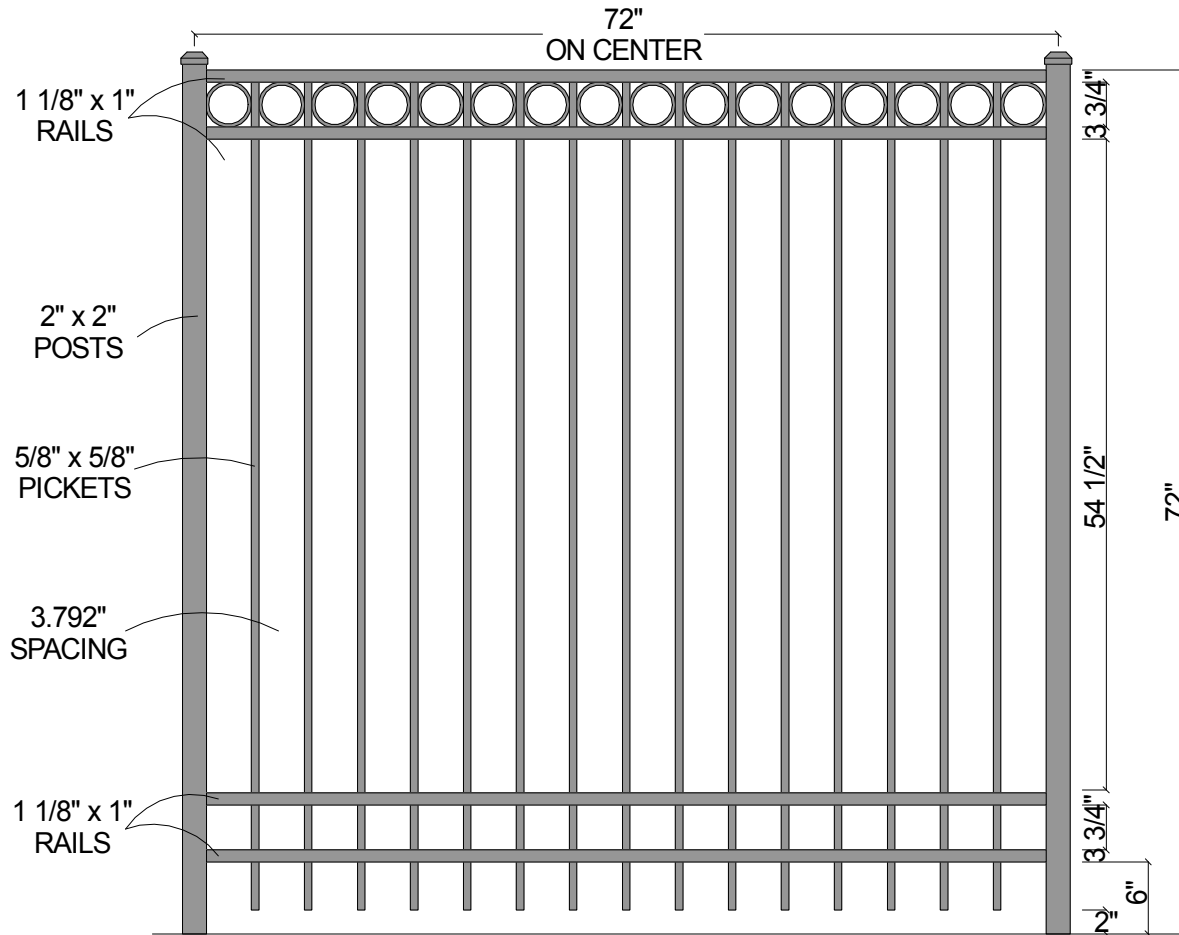 72"
ON CENTER
1 1/8" x 1"
RAILS
3 3/4"
2" x 2"
POSTS
5/8" x 5/8"
PICKETS
54 1/2"
72"
3.792"
SPACING
1 1/8" x 1"
RAILS
3 3/4"
6"
2"